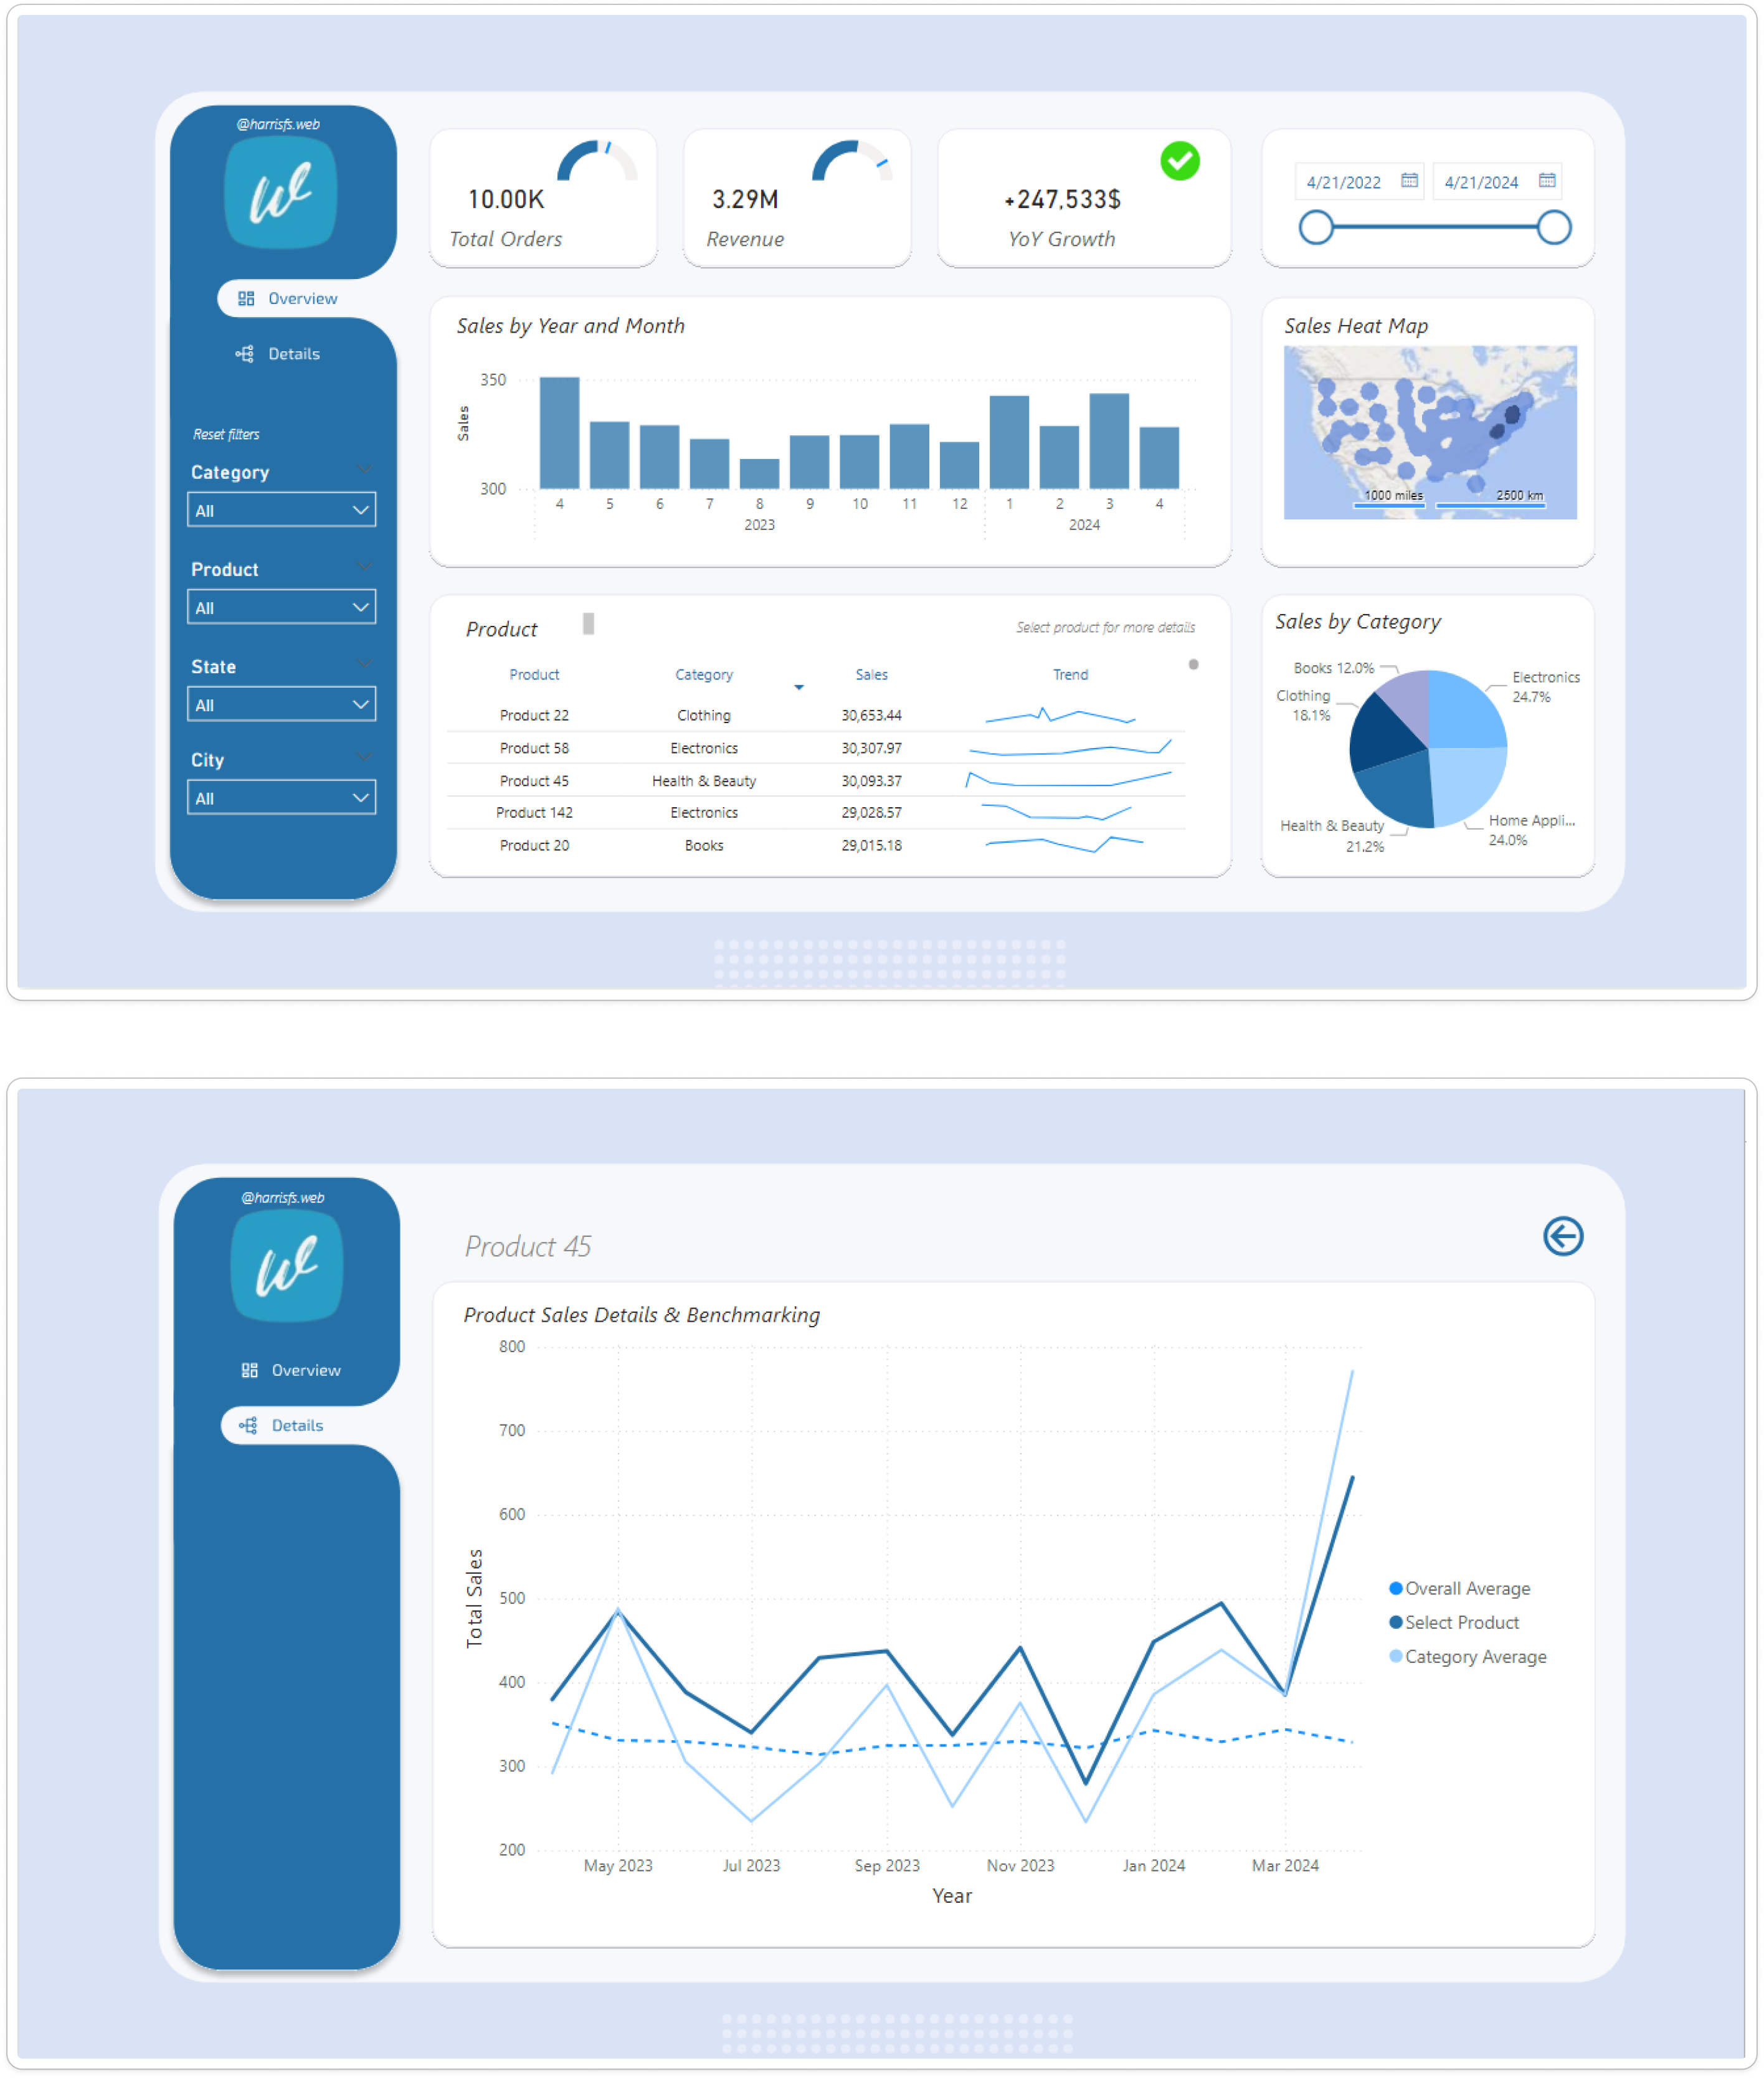 @harrisfs.web
Overview
Details
Reset filters
Category
All
Product
All
State
All
City
All
10.00K
Total Orders
3.29M
Revenue
+247,533$
YoY Growth
4/21/2022 4/21/2024
Sales by Year and Month
Sales
350
300
4 5 6 7 8 9 10 11 12 1 2 3 4
2023 2024
Sales Heat Map
1000 miles 2500 km
Product
Select product for more details
Product Category Sales Trend
Product 22 Clothing 30,653.44
Product 58 Electronics 30,307.97
Product 45 Health & Beauty 30,093.37
Product 142 Electronics 29,028.57
Product 20 Books 29,015.18
Sales by Category
Books 12.0%
Electronics
24.7%
Clothing
18.1%
Home Appli...
24.0%
Health & Beauty
21.2%
@harrisfs.web
Overview
Details
Product 45
Product Sales Details & Benchmarking
Total Sales
800
700
600
500
400
300
200
May 2023 Jul 2023 Sep 2023 Nov 2023 Jan 2024 Mar 2024
Year
Overall Average
Select Product
Category Average